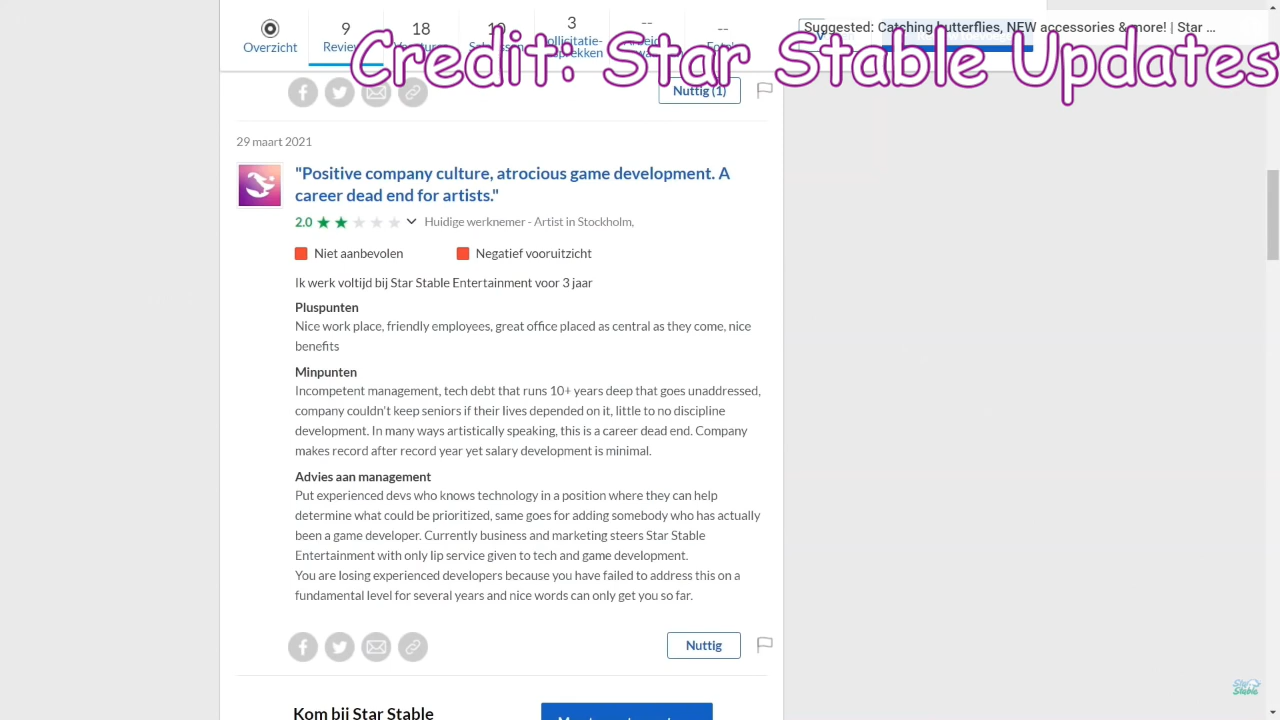 Overzicht
9
18
10
3
--
--
Suggested: Catching butterflies, NEW accessories & more! | Star ...
Credit: Star Stable Updates
Nuttig (1)
29 maart 2021
"Positive company culture, atrocious game development. A
career dead end for artists."
2.0 Huidige werknemer - Artist in Stockholm,
Niet aanbevolen Negatief vooruitzicht
Ik werk voltijd bij Star Stable Entertainment voor 3 jaar
Pluspunten
Nice work place, friendly employees, great office placed as central as they come, nice
benefits
Minpunten
Incompetent management, tech debt that runs 10+ years deep that goes unaddressed,
company couldn't keep seniors if their lives depended on it, little to no discipline
development. In many ways artistically speaking, this is a career dead end. Company
makes record after record year yet salary development is minimal.
Advies aan management
Put experienced devs who knows technology in a position where they can help
determine what could be prioritized, same goes for adding somebody who has actually
been a game developer. Currently business and marketing steers Star Stable
Entertainment with only lip service given to tech and game development.
You are losing experienced developers because you have failed to address this on a
fundamental level for several years and nice words can only get you so far.
Nuttig
Star Stable
Kom bij Star Stable